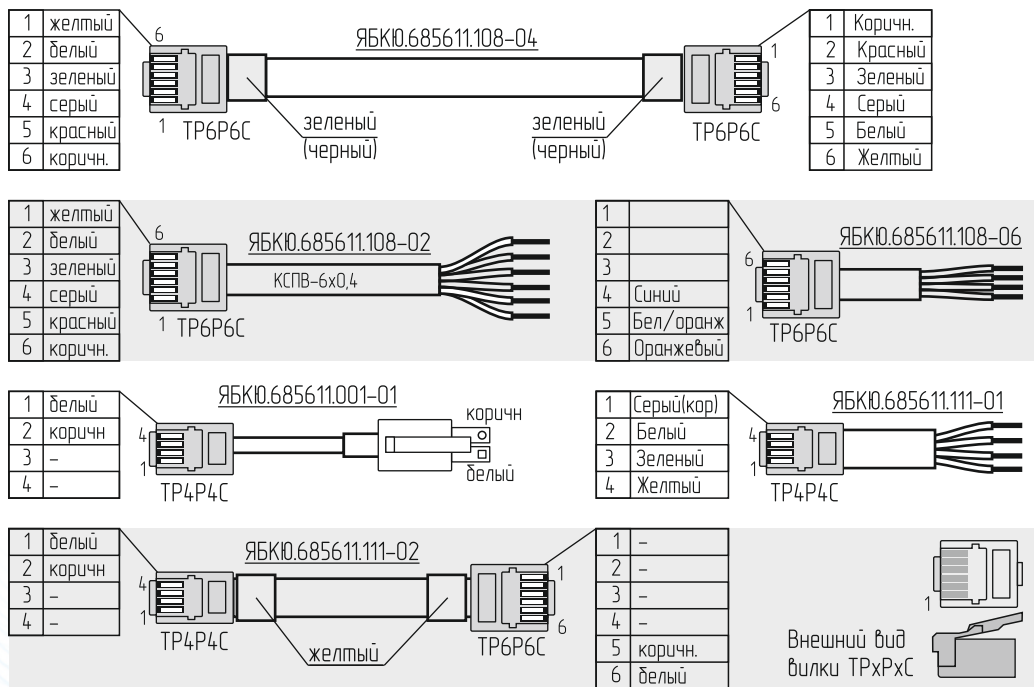 ЯБКЮ.685611.108-04
1 желтый
2 белый
3 зеленый
4 серый
5 красный
6 коричн.
6
1
ТР6Р6С
зеленый
(черный)
зеленый
(черный)
1
6
ТР6Р6С
1 Коричн.
2 Красный
3 Зеленый
4 Серый
5 Белый
6 Желтый
1 желтый
2 белый
3 зеленый
4 серый
5 красный
6 коричн.
6
1
ТР6Р6С
ЯБКЮ.685611.108-02
КСПВ-6х0,4
1
2
3
4 Синий
5 Бел/оранж
6 Оранжевый
6
1
ТР6Р6С
ЯБКЮ.685611.108-06
1 белый
2 коричн
3 -
4 -
4
1
ТР4Р4С
ЯБКЮ.685611.001-01
коричн
белый
1 Серый(кор)
2 Белый
3 Зеленый
4 Желтый
4
1
ТР4Р4С
ЯБКЮ.685611.111-01
1 белый
2 коричн
3 -
4 -
4
1
ТР4Р4С
ЯБКЮ.685611.111-02
желтый
1
6
ТР6Р6С
1 -
2 -
3 -
4 -
5 коричн.
6 белый
1
Внешний вид
вилки ТРхРхС